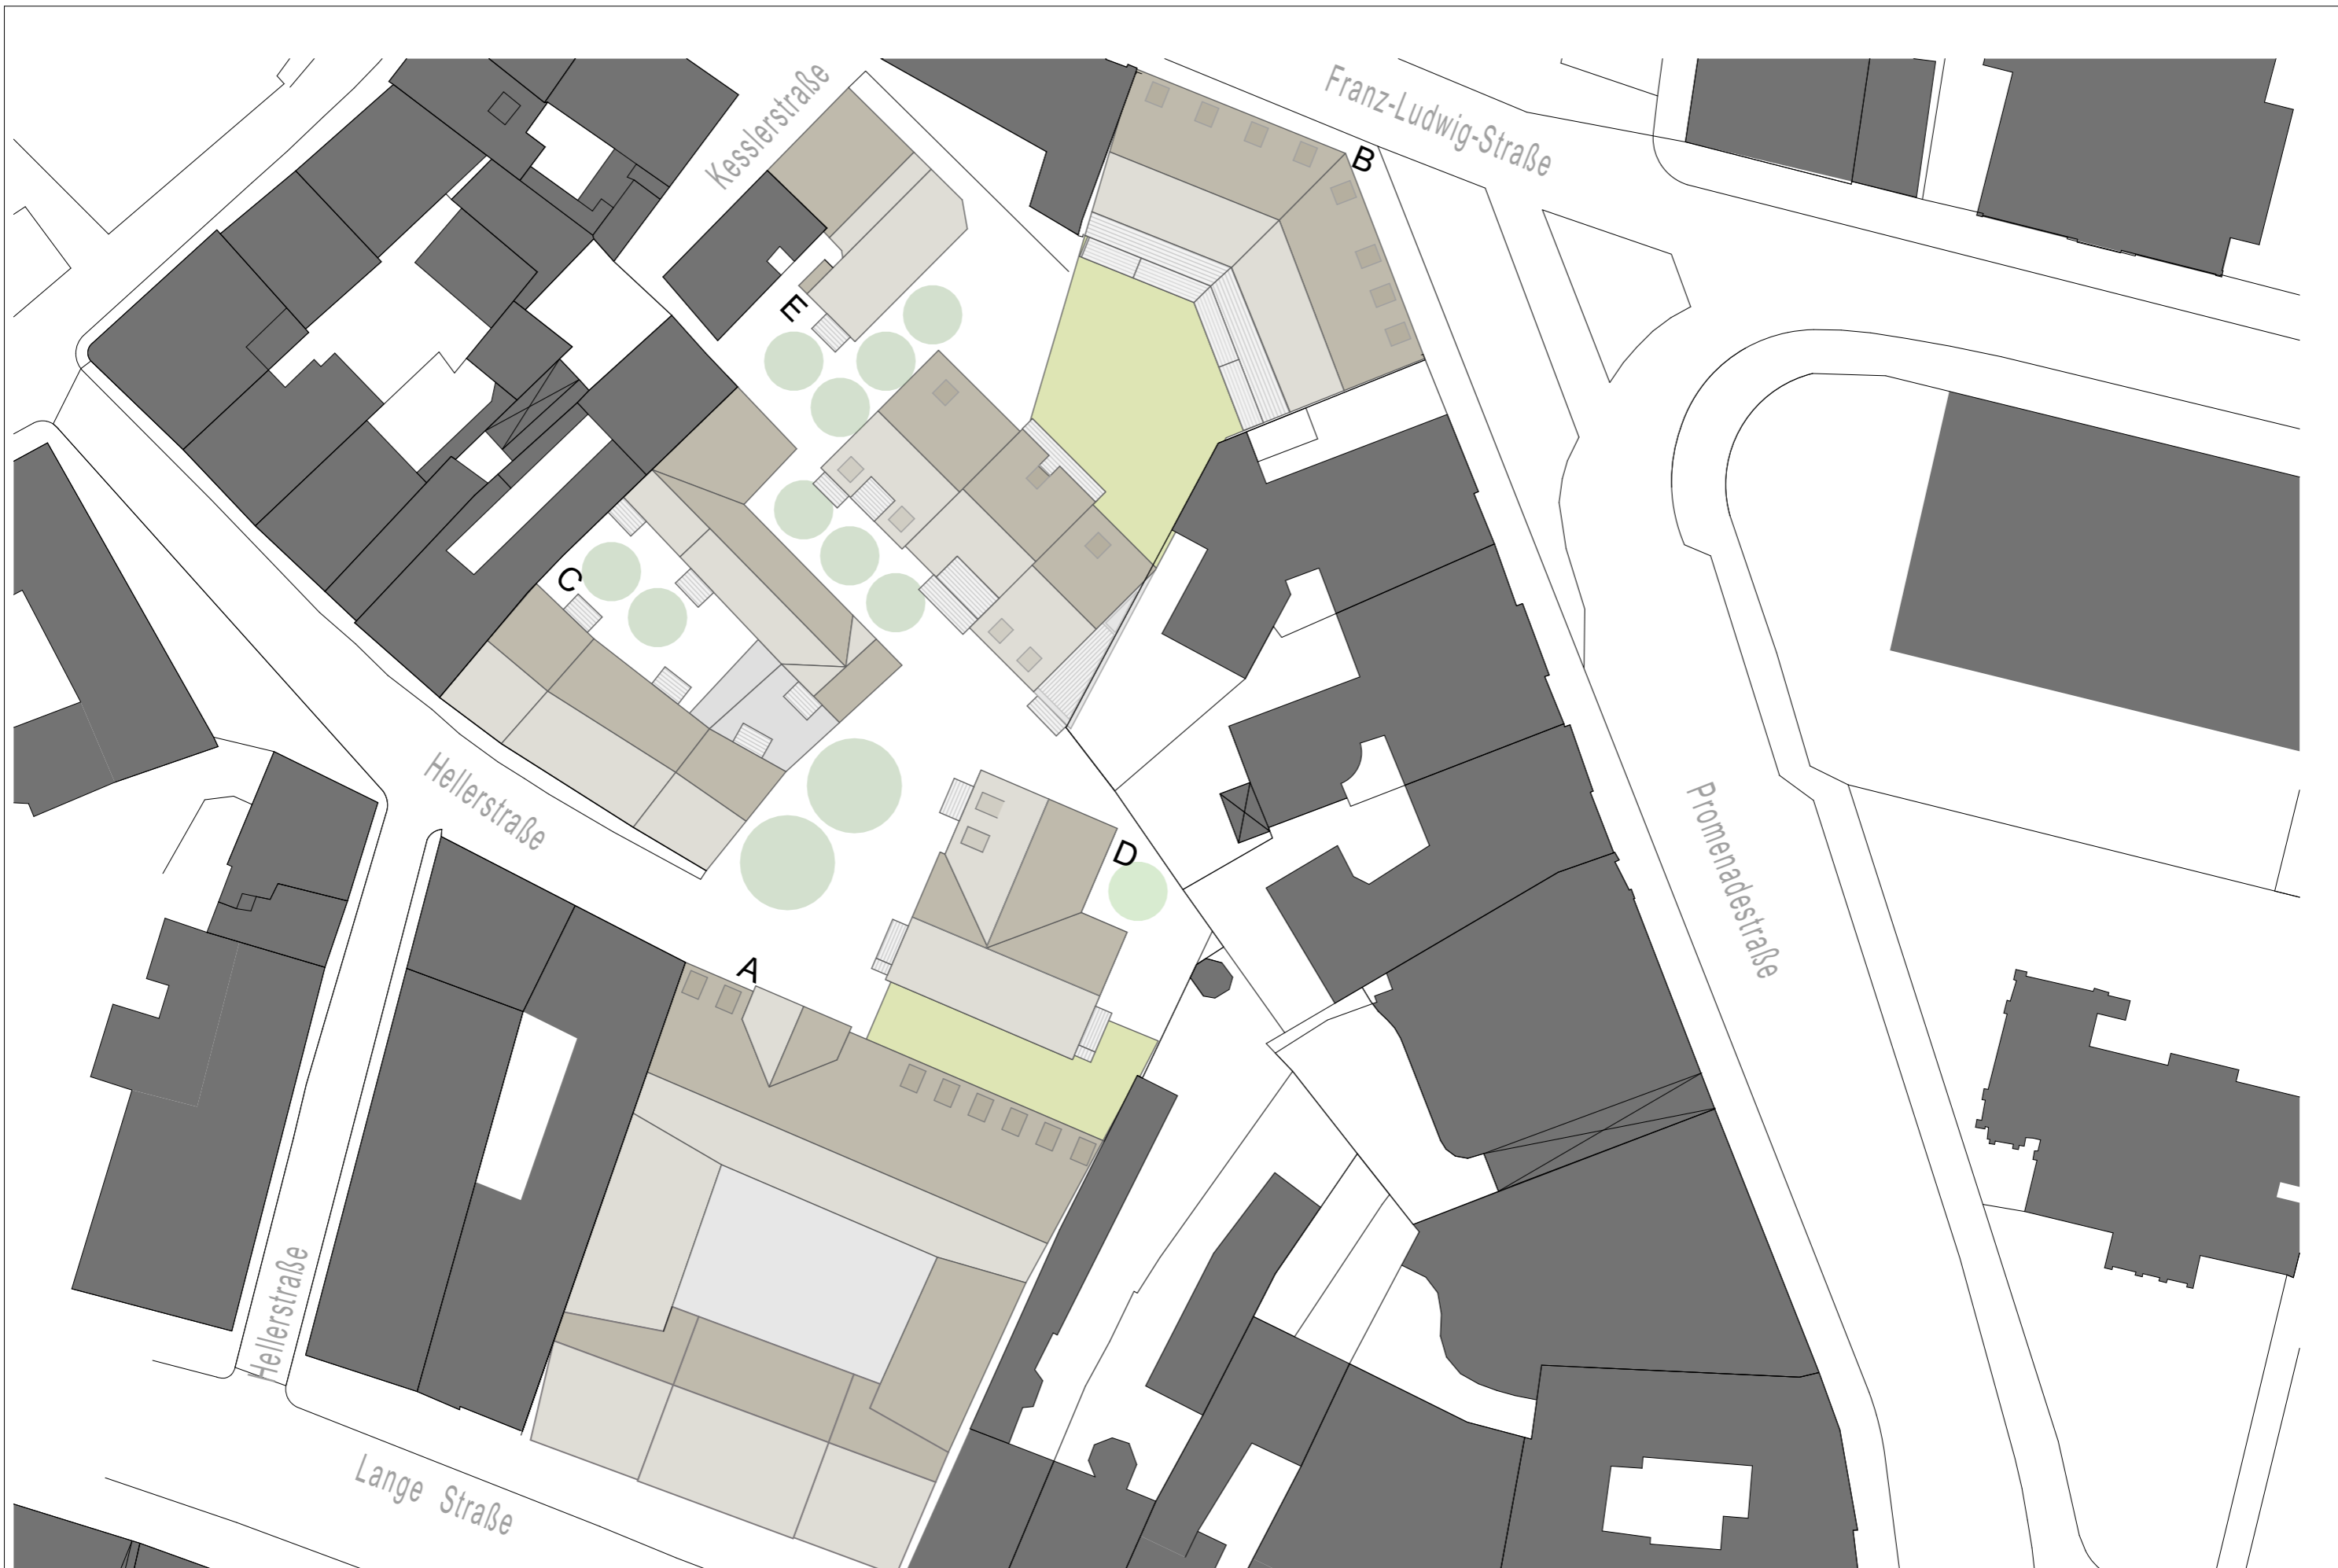 Kesslerstraße
Franz-Ludwig-Straße
B
E
C
Hellerstraße
D
Promenadestraße
A
Hellerstraße
Lange Straße